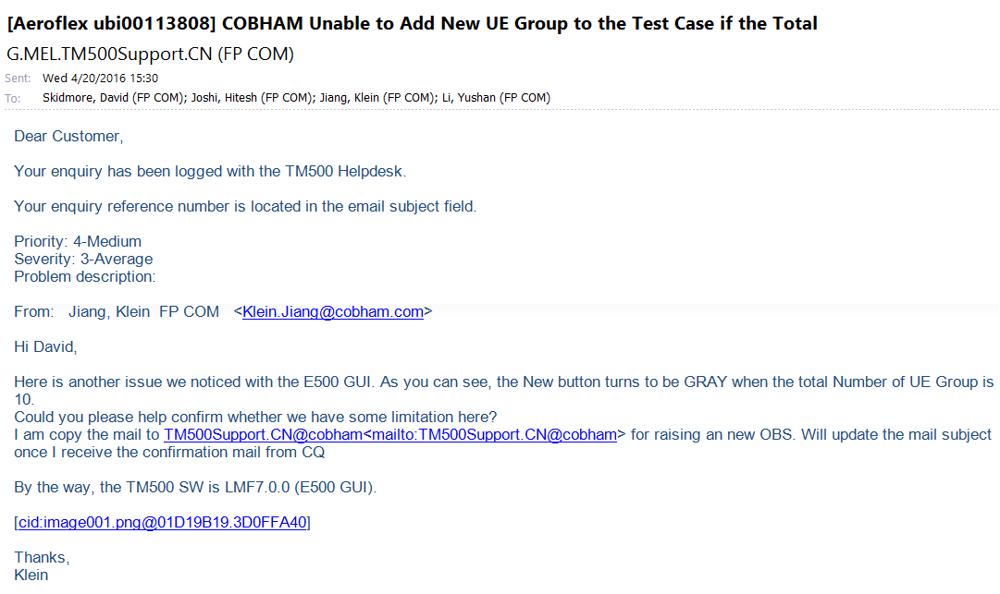 [Aeroflex ubi00113808] COBHAM Unable to Add New UE Group to the Test Case if the Total
G.MEL.TM500Support.CN (FP COM)
Sent: Wed 4/20/2016 15:30
To: Skidmore, David (FP COM); Joshi, Hitesh (FP COM); Jiang, Klein (FP COM); Li, Yushan (FP COM)
Dear Customer,
Your enquiry has been logged with the TM500 Helpdesk.
Your enquiry reference number is located in the email subject field.
Priority: 4-Medium
Severity: 3-Average
Problem description:
From: Jiang, Klein FP COM <Klein.Jiang@cobham.com>
Hi David,
Here is another issue we noticed with the E500 GUI. As you can see, the New button turns to be GRAY when the total Number of UE Group is
10.
Could you please help confirm whether we have some limitation here?
I am copy the mail to TM500Support.CN@cobham<mailto:TM500Support.CN@cobham> for raising an new OBS. Will update the mail subject
once I receive the confirmation mail from CQ
By the way, the TM500 SW is LMF7.0.0 (E500 GUI).
[cid:image001.png@01D19B19.3D0FFA40]
Thanks,
Klein